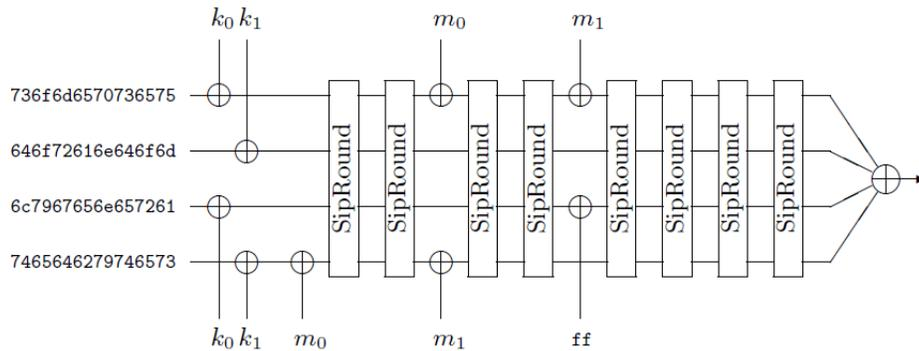 k₀ k₁ m₀ m₁
736f6d6570736575
646f72616e646f6d
6c7967656e657261
7465646279746573
SipRound SipRound SipRound SipRound SipRound SipRound SipRound SipRound
k₀ k₁ m₀ m₁ ff